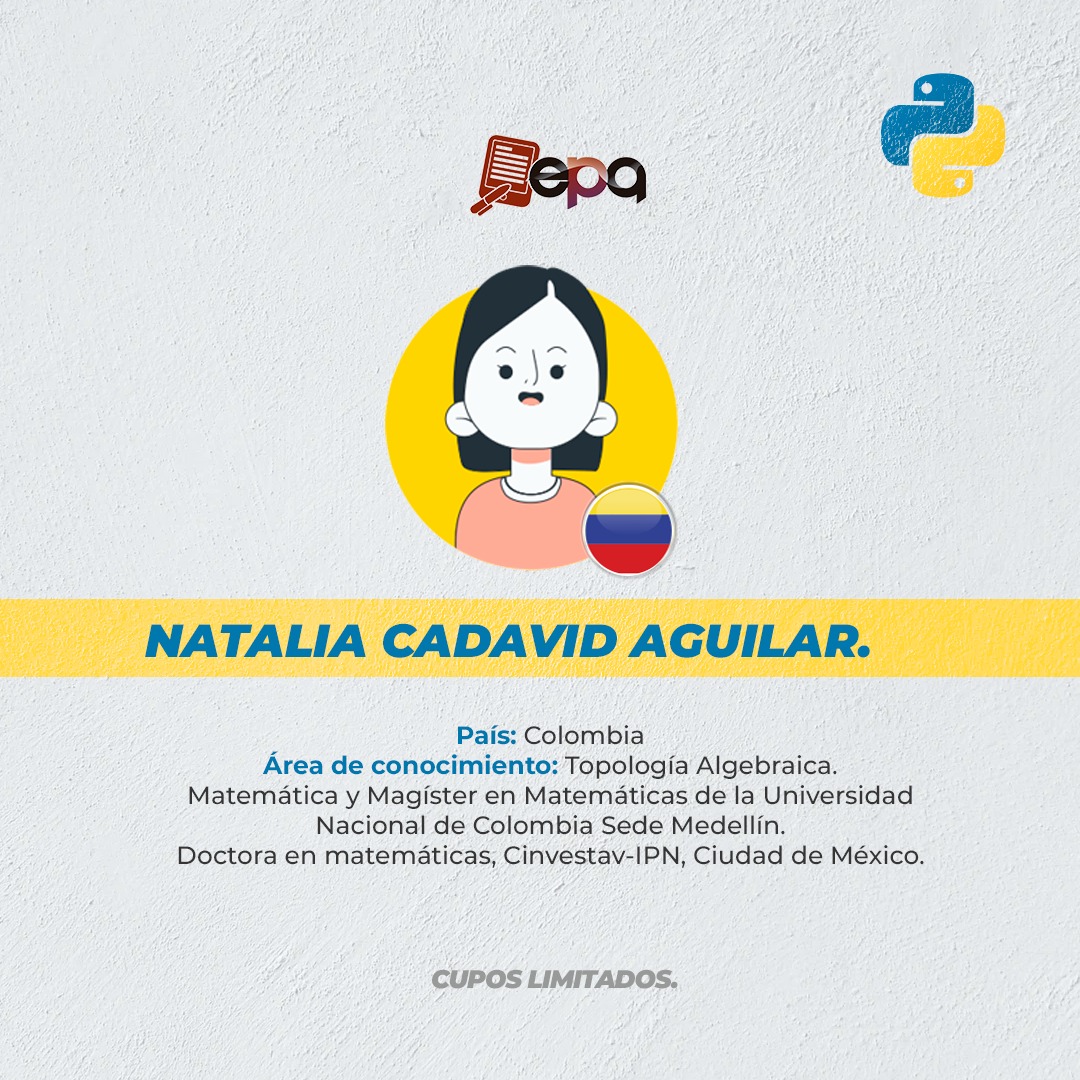 epq
NATALIA CADAVID AGUILAR.
País: Colombia
Área de conocimiento: Topología Algebraica.
Matemática y Magíster en Matemáticas de la Universidad
Nacional de Colombia Sede Medellín.
Doctora en matemáticas, Cinvestav-IPN, Ciudad de México.
CUPOS LIMITADOS.